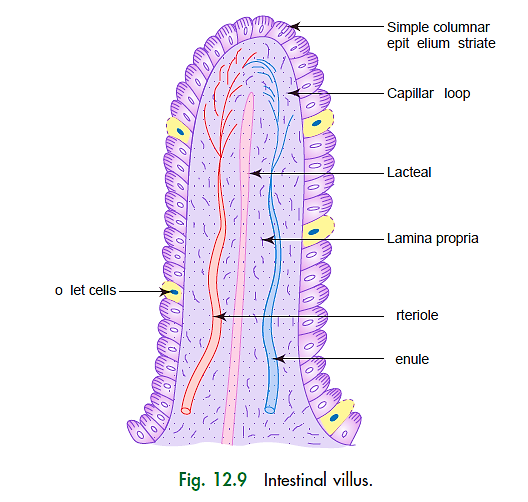 Simple columnar
epit elium striate
Capillar loop
Lacteal
Lamina propria
o let cells
rteriole
enule
Fig. 12.9 Intestinal villus.